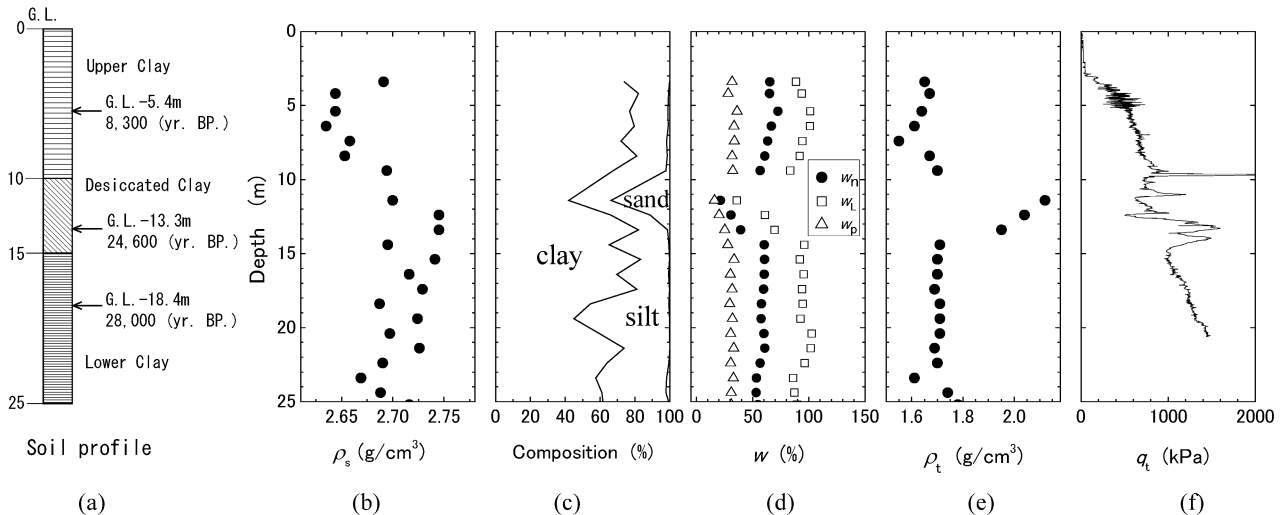 G.L.
0
Upper Clay
G.L.-5.4m
8,300 (yr. BP.)
10
Desiccated Clay
G.L.-13.3m
24,600 (yr. BP.)
15
G.L.-18.4m
28,000 (yr. BP.)
Lower Clay
25
Soil profile
(a)
Depth (m)
0
5
10
15
20
25
2.65 2.70 2.75
ρs (g/cm³)
(b)
sand
clay
silt
0 20 40 60 80 100
Composition (%)
(c)
wn
wL
wp
0 50 100 150
w (%)
(d)
1.6 1.8 2.0
ρt (g/cm³)
(e)
0 1000 2000
qt (kPa)
(f)